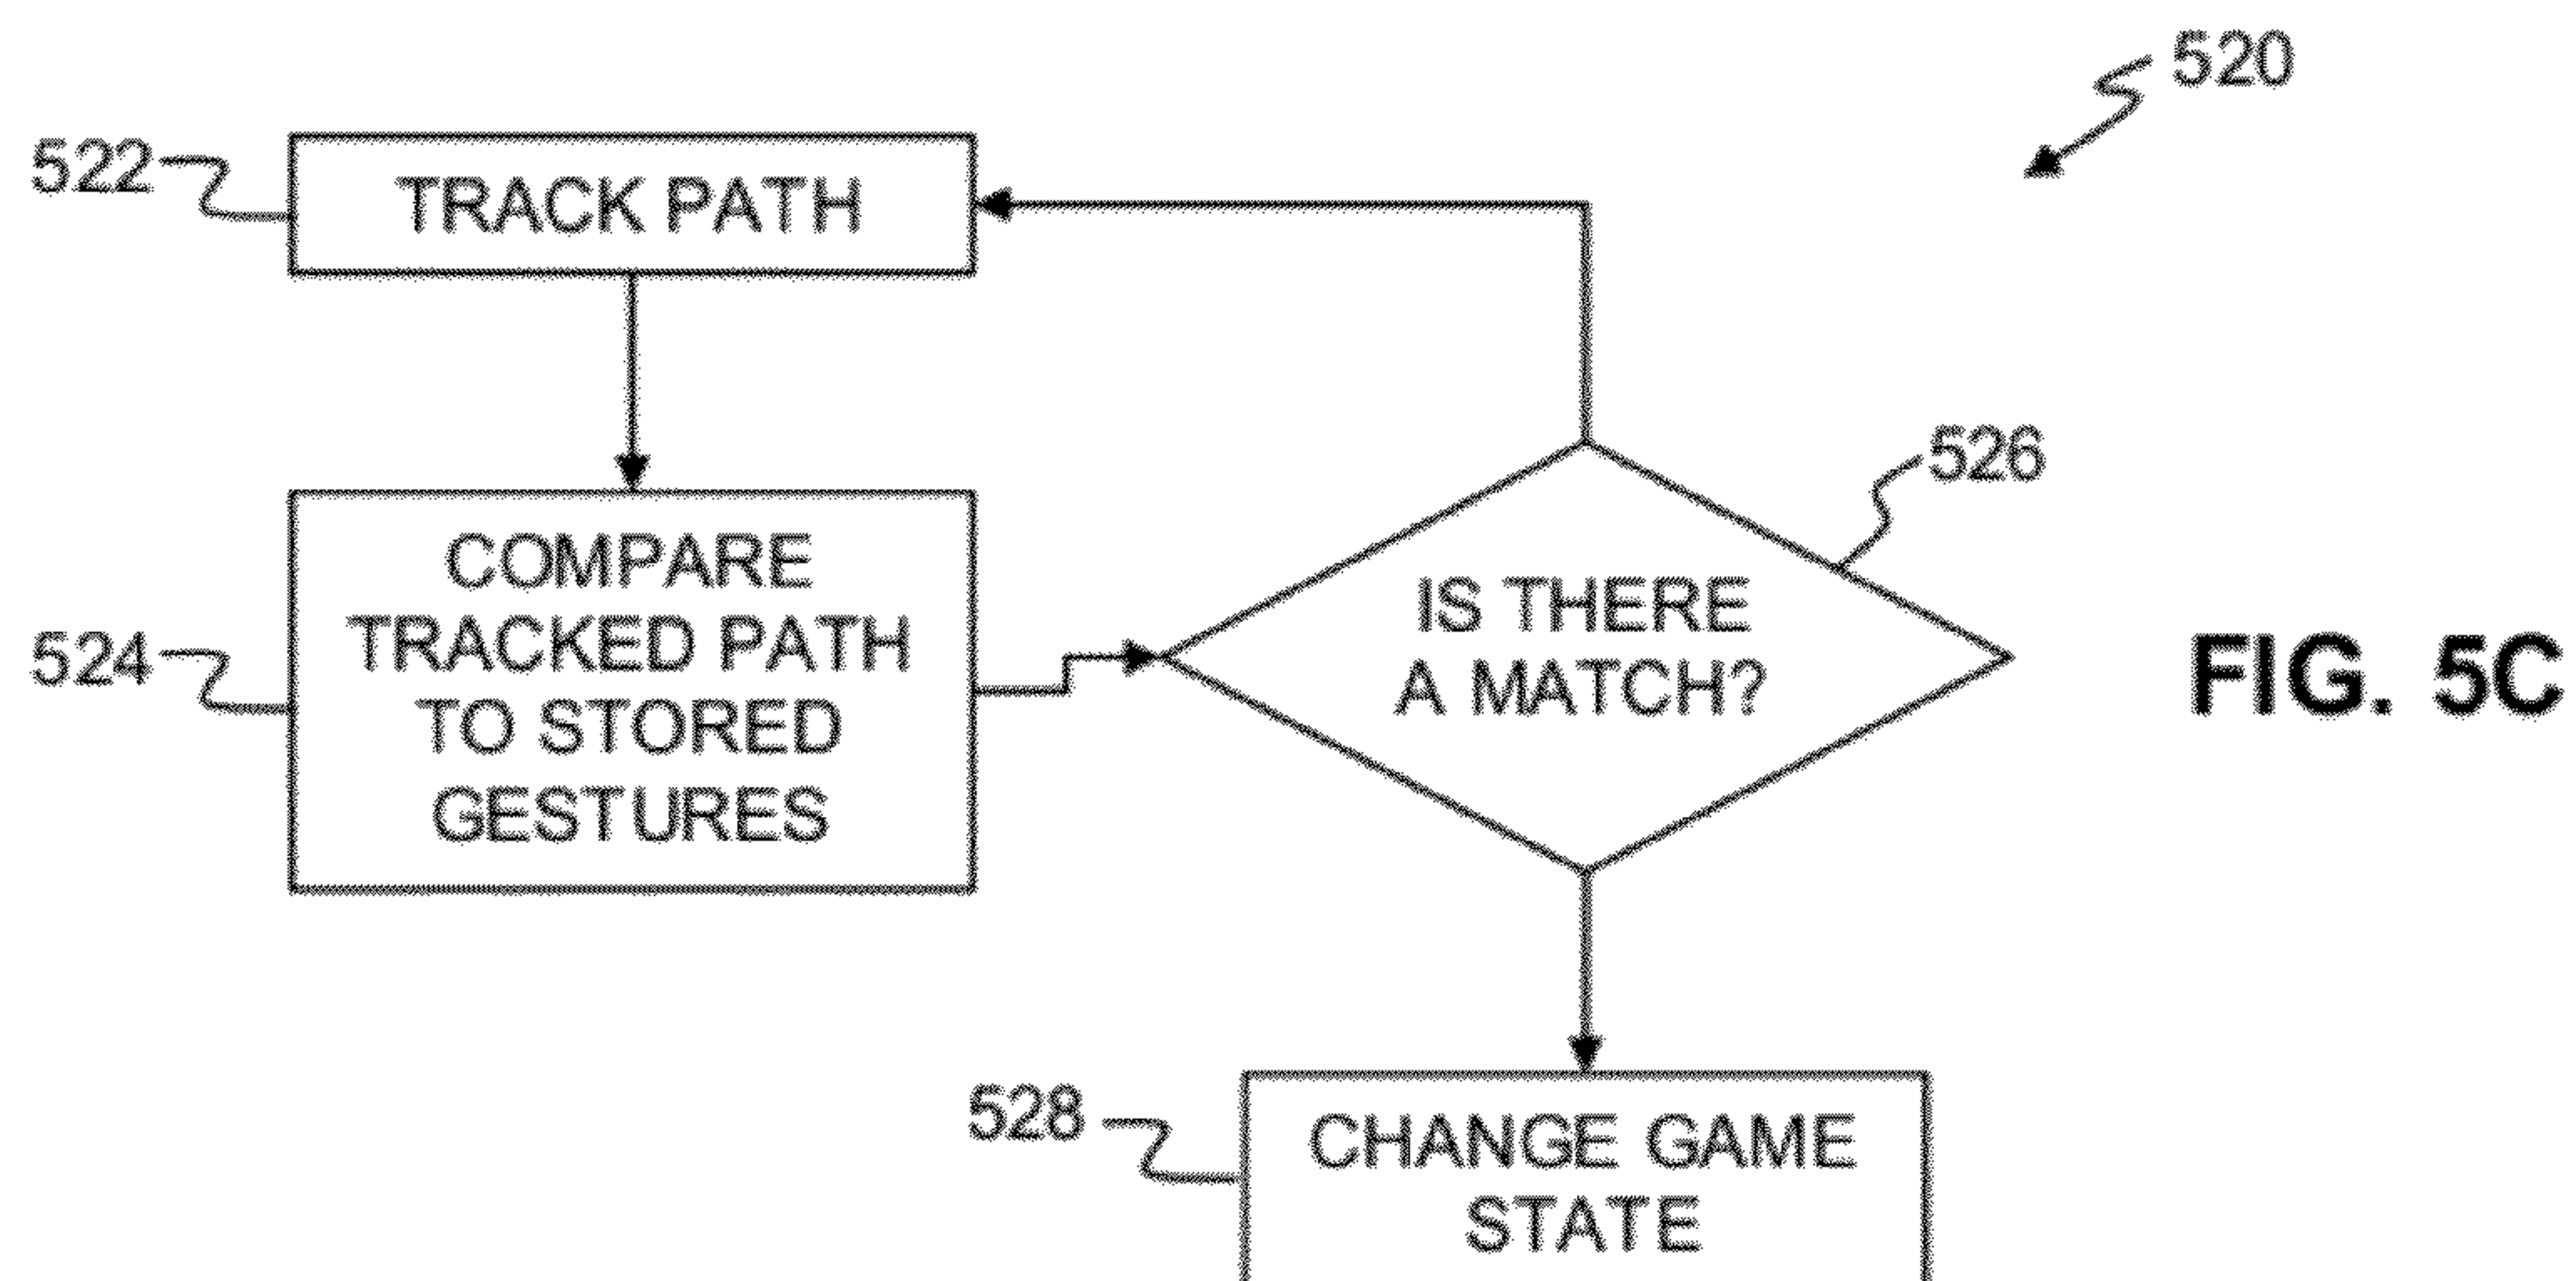 520
522
TRACK PATH
526
COMPARE
TRACKED PATH
TO STORED
GESTURES
524
IS THERE
A MATCH?
FIG. 5C
528
CHANGE GAME
STATE